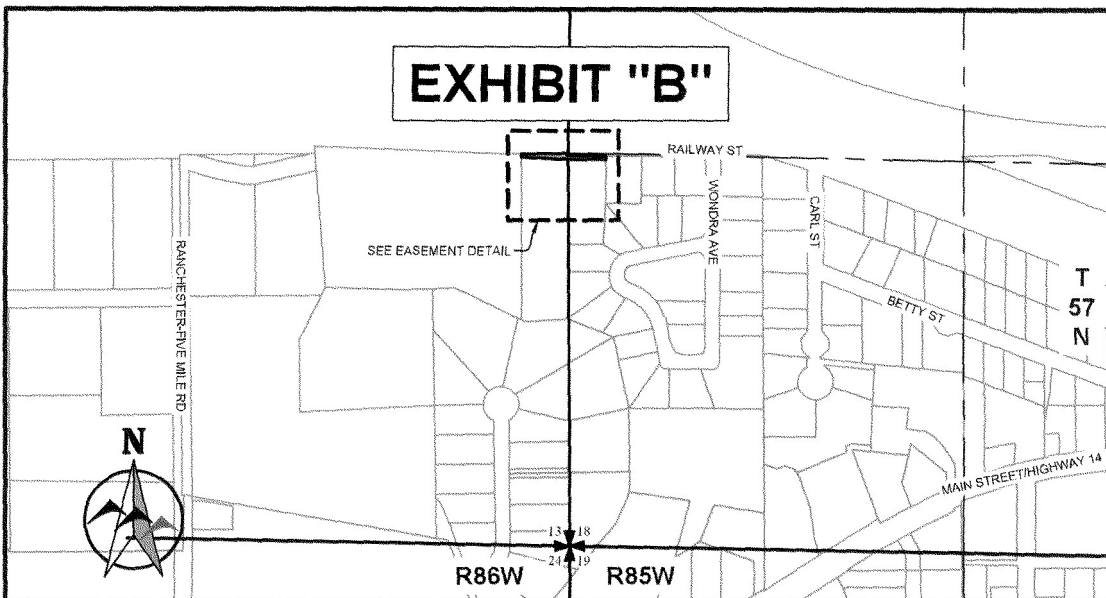 EXHIBIT "B"
RAILWAY ST
WONDRA AVE
CARL ST
SEE EASEMENT DETAIL
RANCHESTER-FIVE MILE RD
T
57
N
BETTY ST
N
MAIN STREET/HIGHWAY 14
13 18
24 19
R86W R85W